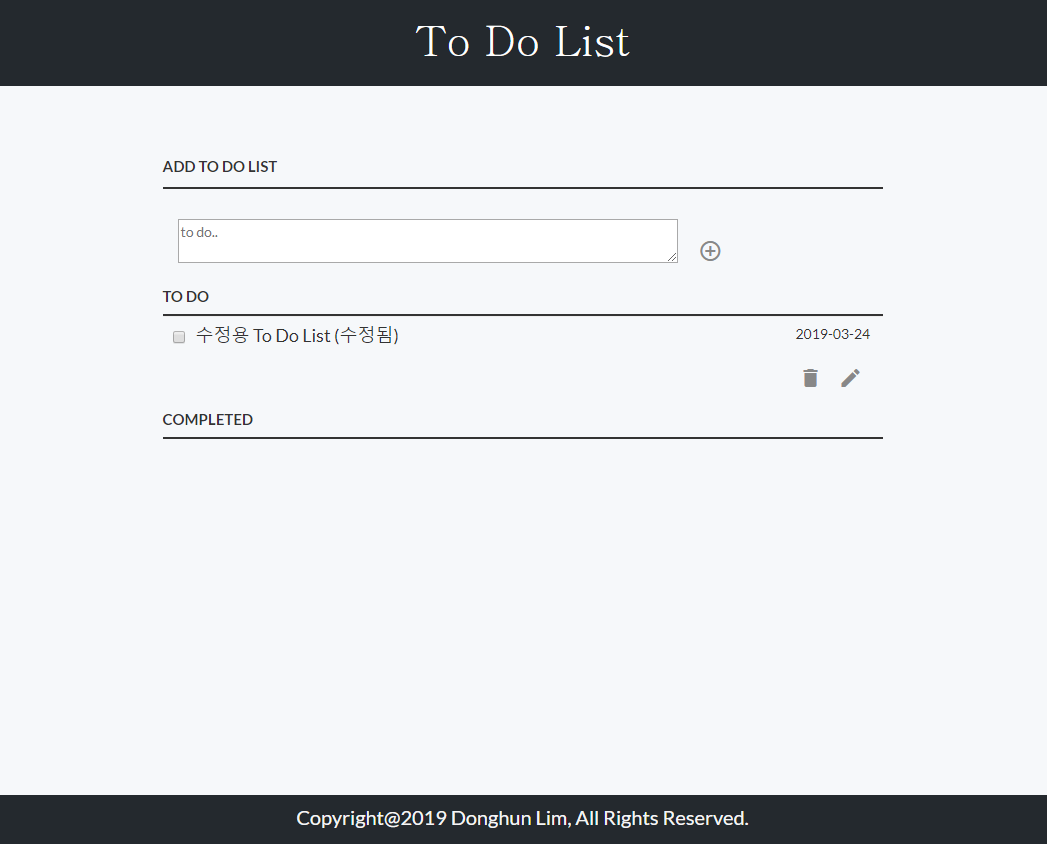 To Do List
ADD TO DO LIST
to do..
TO DO
수정용 To Do List (수정됨)
2019-03-24
COMPLETED
Copyright@2019 Donghun Lim, All Rights Reserved.